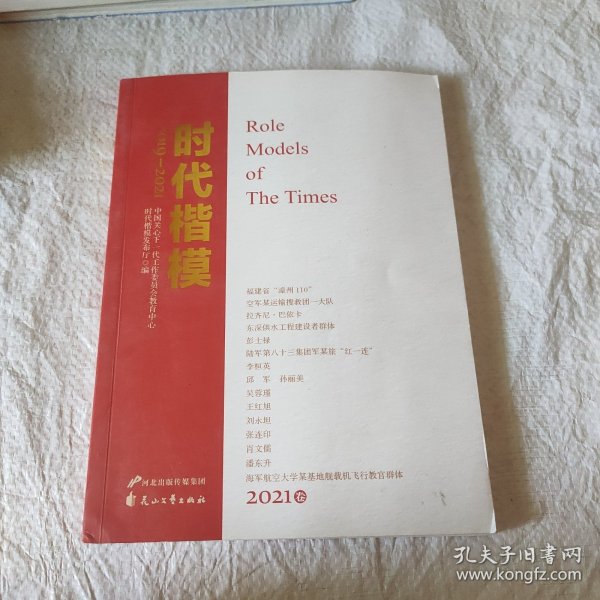 时代楷模
2019—2021
中国关心下一代工作委员会教育中心
时代楷模发布厅 ◎ 编
河北出版传媒集团
花山文艺出版社
Role
Models
of
The Times
福建省“漳州110”
空军某运输搜救团一大队
拉齐尼·巴依卡
东深供水工程建设者群体
彭士禄
陆军第八十三集团军某旅“红一连”
李桓英
邱军 孙丽美
吴蓉瑾
王红旭
刘永坦
张连印
肖文儒
潘东升
海军航空大学某基地舰载机飞行教官群体
2021卷
孔夫子旧书网
www.kongfz.com